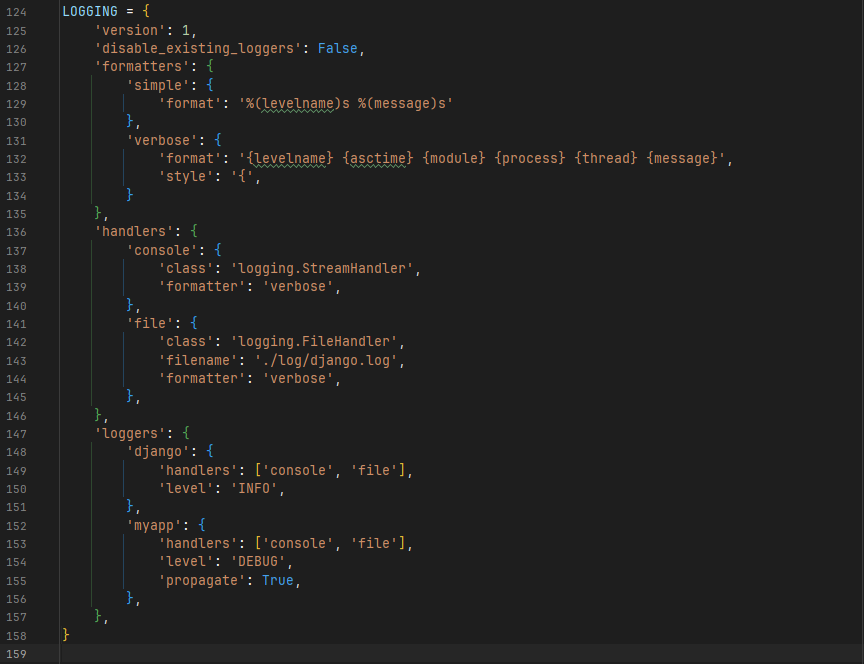 124 LOGGING = {
125     'version': 1,
126     'disable_existing_loggers': False,
127     'formatters': {
128         'simple': {
129             'format': '%(levelname)s %(message)s'
130         },
131         'verbose': {
132             'format': '{levelname} {asctime} {module} {process} {thread} {message}',
133             'style': '{',
134         }
135     },
136     'handlers': {
137         'console': {
138             'class': 'logging.StreamHandler',
139             'formatter': 'verbose',
140         },
141         'file': {
142             'class': 'logging.FileHandler',
143             'filename': './log/django.log',
144             'formatter': 'verbose',
145         },
146     },
147     'loggers': {
148         'django': {
149             'handlers': ['console', 'file'],
150             'level': 'INFO',
151         },
152         'myapp': {
153             'handlers': ['console', 'file'],
154             'level': 'DEBUG',
155             'propagate': True,
156         },
157     },
158 }
159